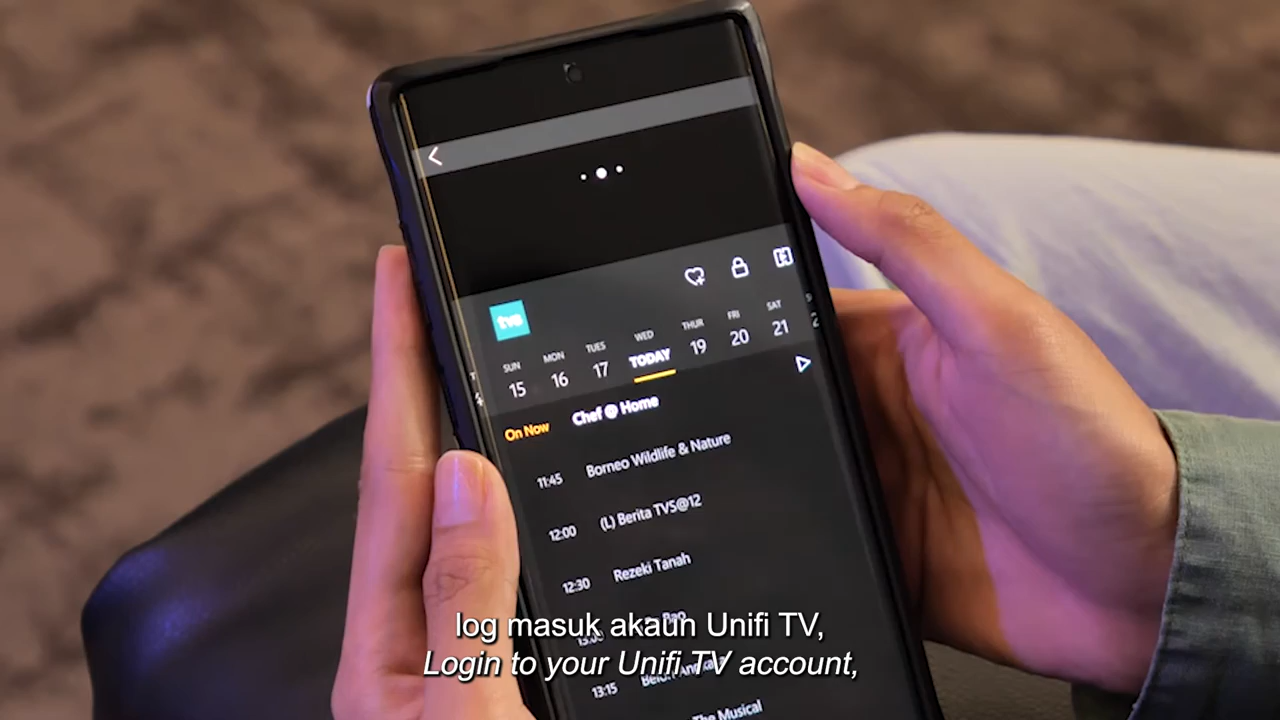 tvs
SUN MON TUES WED THUR FRI SAT
15 16 17 TODAY 19 20 21
On Now Chef @ Home
11:45 Borneo Wildlife & Nature
12:00 (L) Berita TVS@12
12:30 Rezeki Tanah
13:15
The Musical
log masuk akaun Unifi TV,
Login to your Unifi TV account,